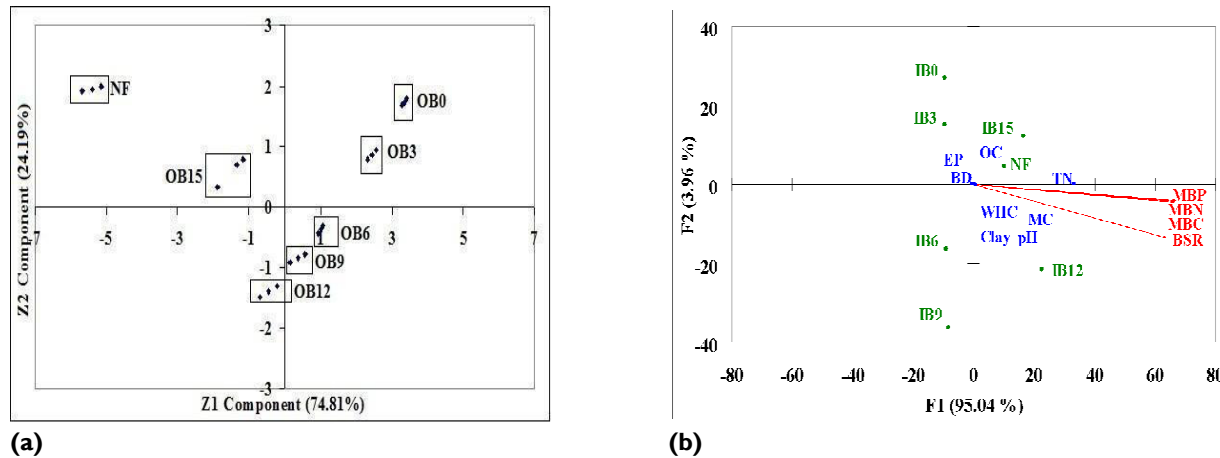 3
NF
2
OB0
1
OB3
OB15
0
7
-5
-3
-1
1
3
5
7
OB6
-1
OB9
OB12
-2
-3
Z1 Component (74.81%)
Z2 Component (24.19%)
(a)
40
IB0
20
IB3
IB15
EP
OC
NF
BD
TN
0
MBP
WHC
MBN
MC
MBC
Clay pH
BSR
IB6
-20
IB12
IB9
-40
-80
-60
-40
-20
0
20
40
60
80
F1 (95.04 %)
F2 (3.96 %)
(b)